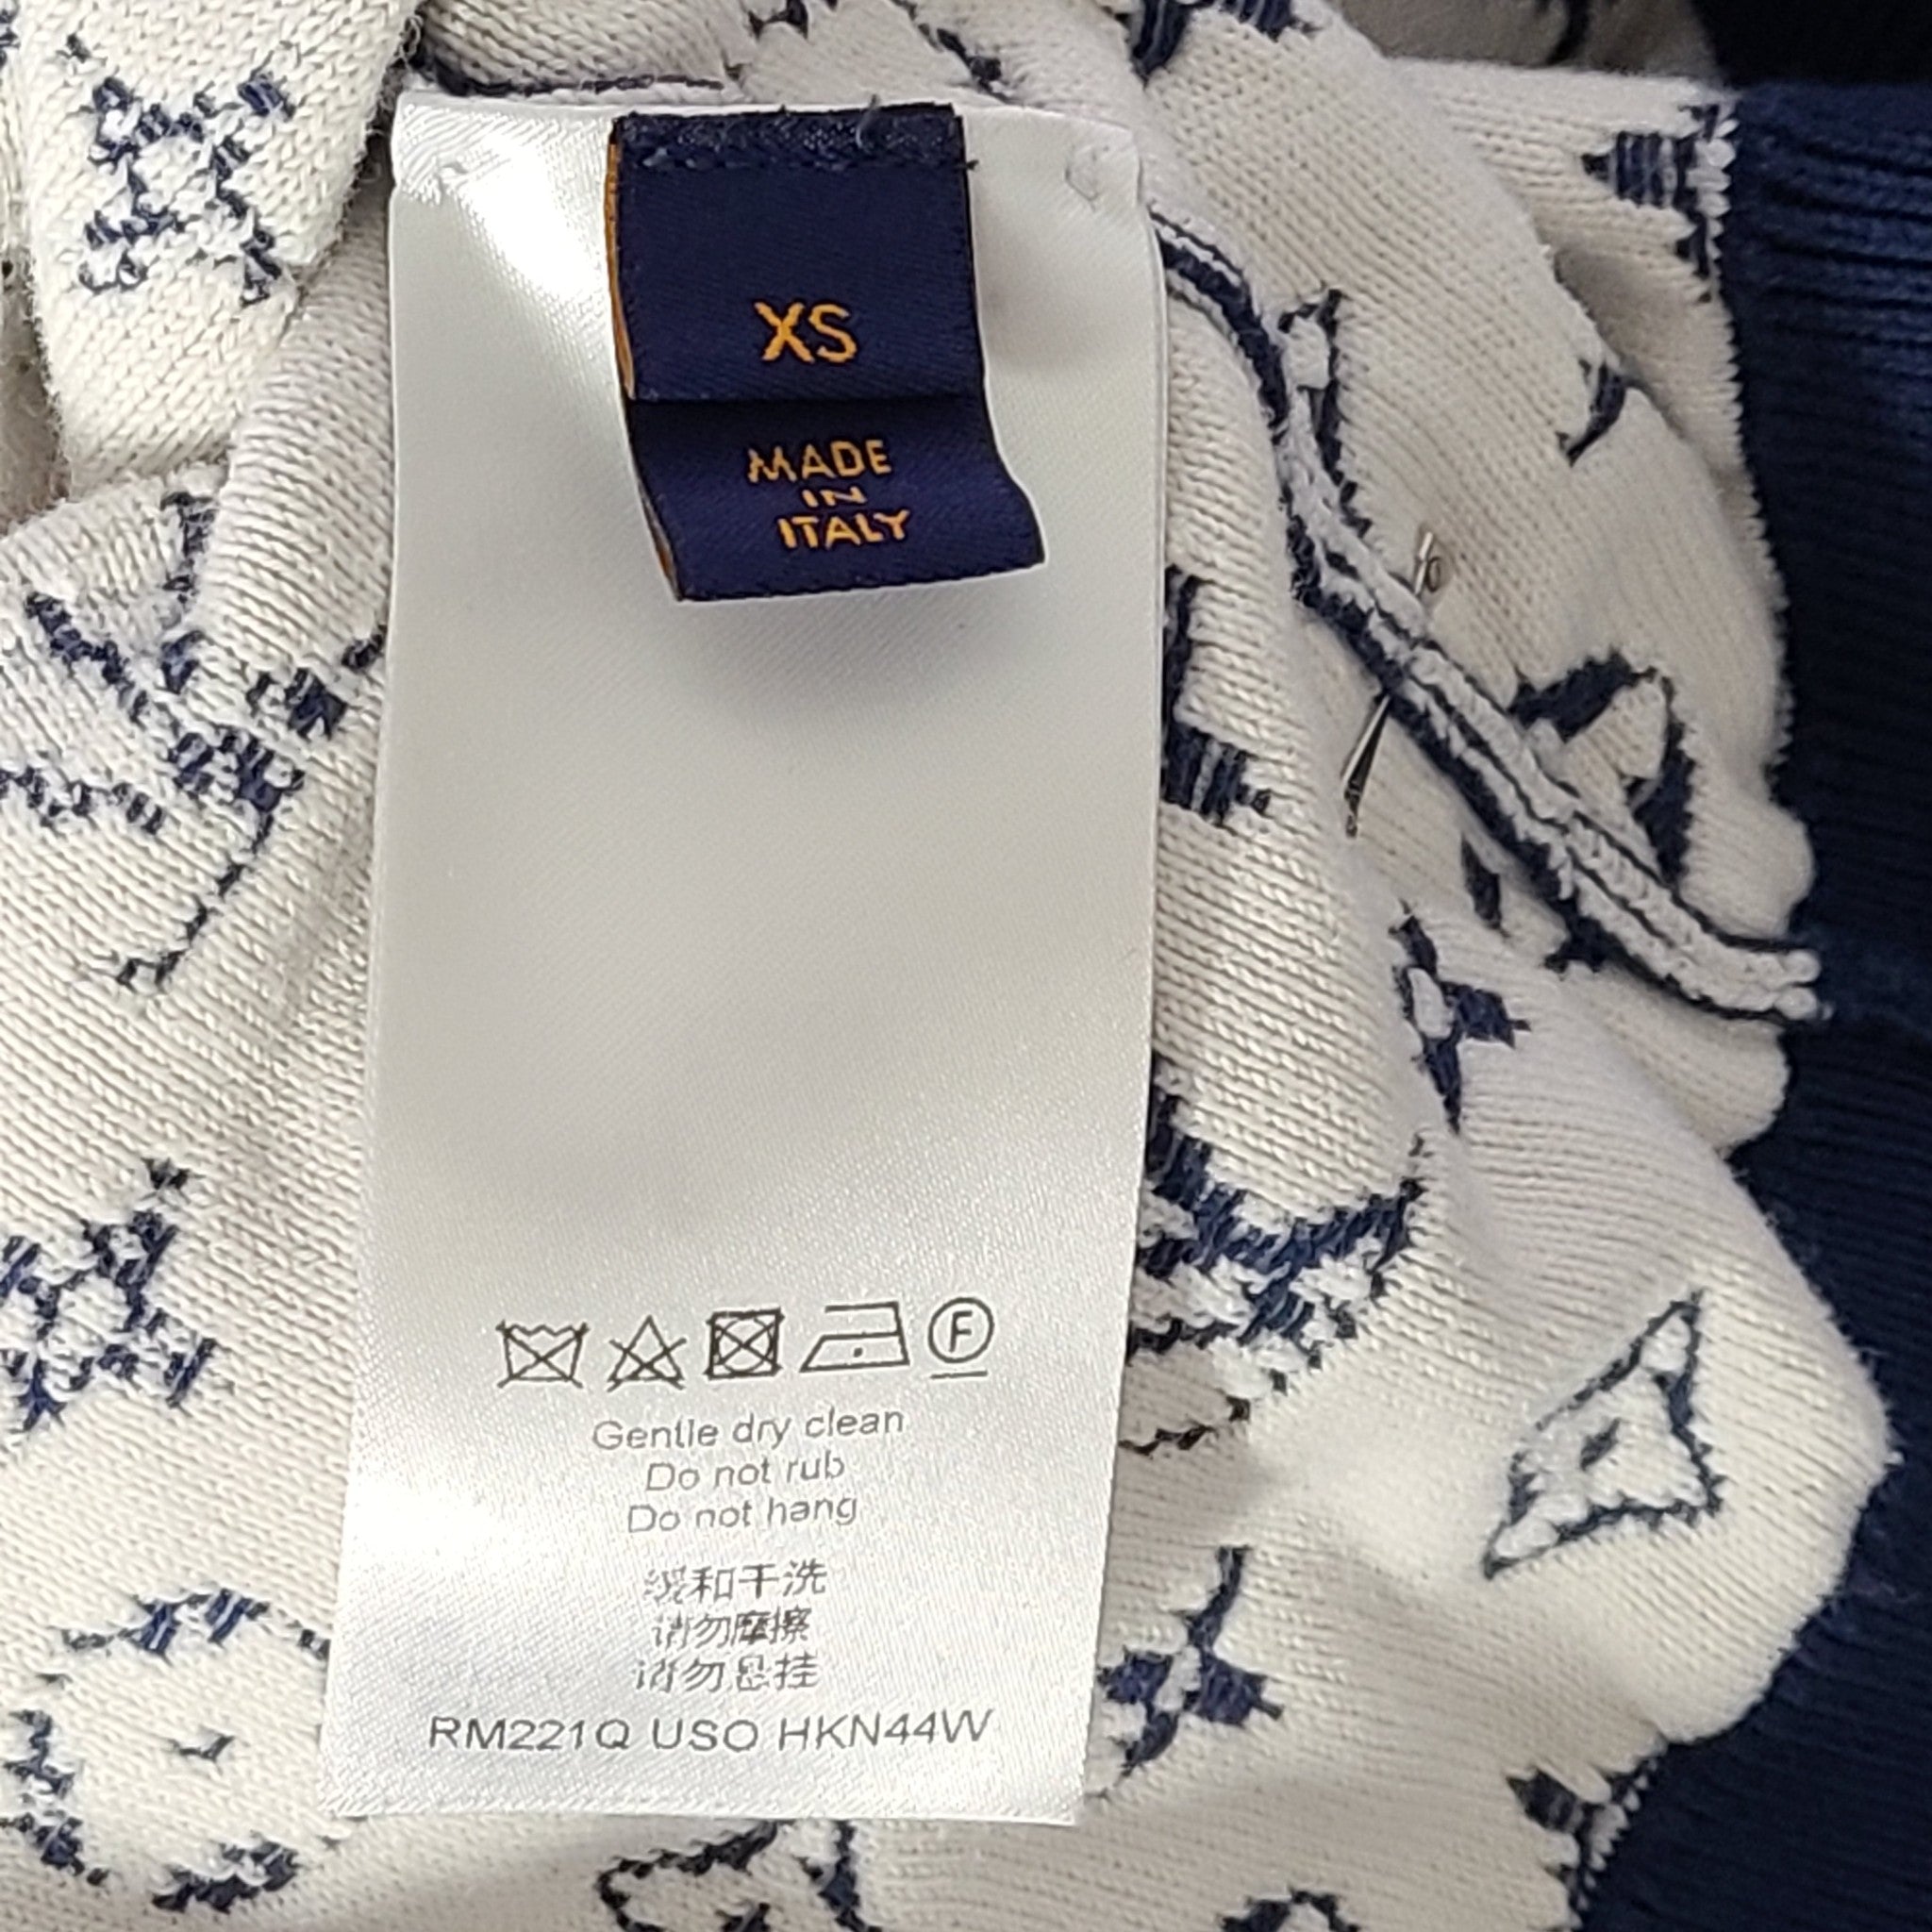 XS
MADE
IN
ITALY
F
Gentle dry clean
Do not rub
Do not hang
缓和干洗
请勿摩擦
请勿悬挂
RM221Q USO HKN44W